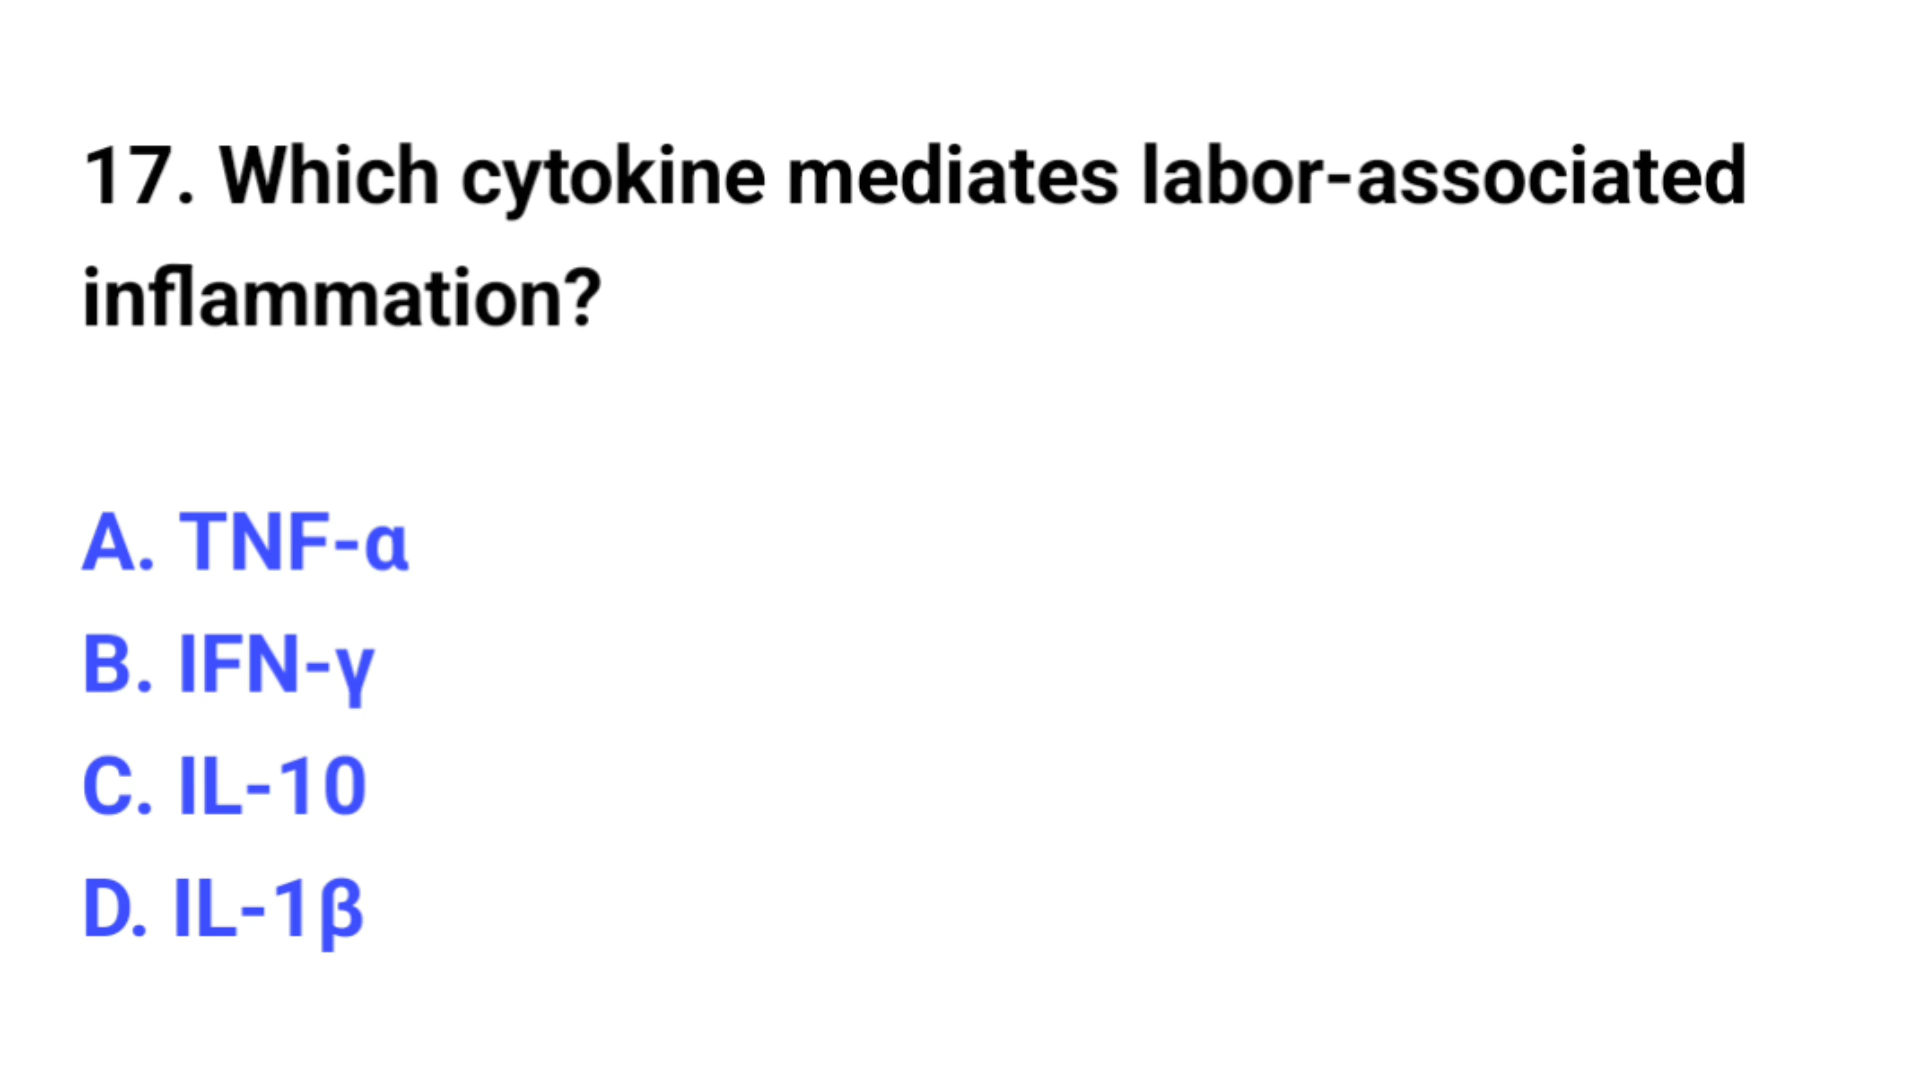 17. Which cytokine mediates labor-associated
inflammation?
A. TNF-α
B. IFN-γ
C. IL-10
D. IL-1β